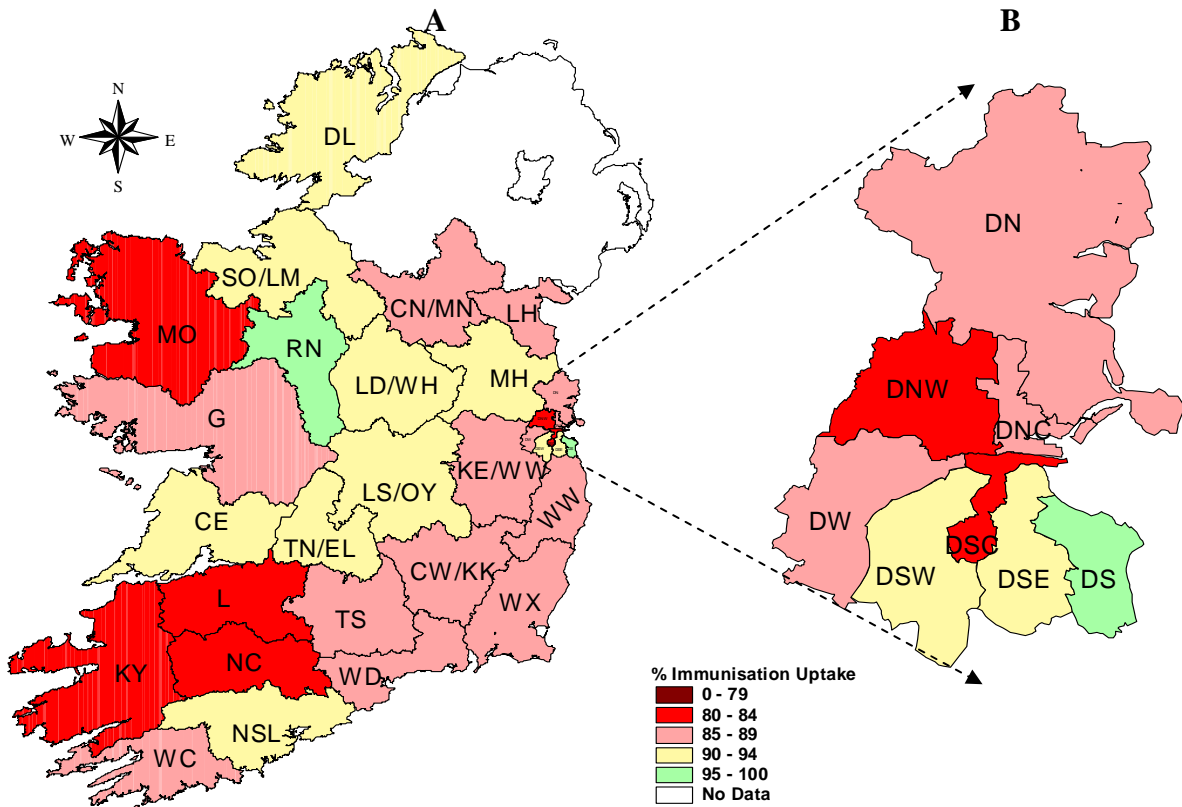 A
B
N
W E
S
DL
SO/LM
MO
RN
CN/MN
LH
LD/WH
MH
G
KE/WW
LS/OY
WW
CE
TN/EL
CW/KK
WX
L
TS
KY
NC
WD
NSL
WC
DN
DNW
DNC
DW
DSC
DSW
DSE
DS
% Immunisation Uptake
0 - 79
80 - 84
85 - 89
90 - 94
95 - 100
No Data